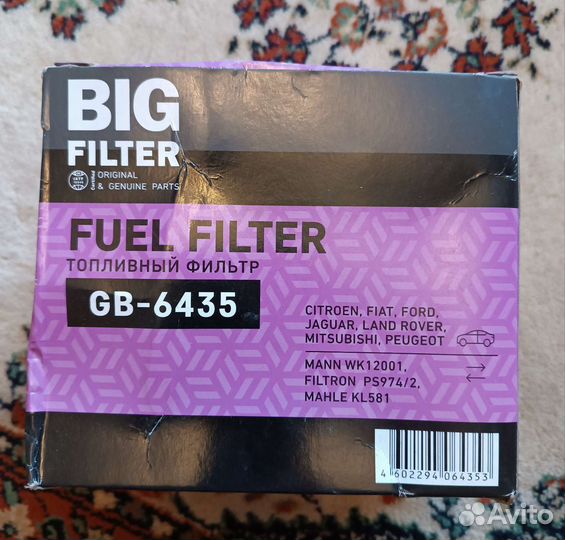 BIG
FILTER
Certified
ORIGINAL
& GENUINE PARTS
FUEL FILTER
ТОПЛИВНЫЙ ФИЛЬТР
GB-6435
CITROEN, FIAT, FORD,
JAGUAR, LAND ROVER,
MITSUBISHI, PEUGEOT
MANN WK12001,
FILTRON PS974/2,
MAHLE KL581
4 602294 064353
Avito